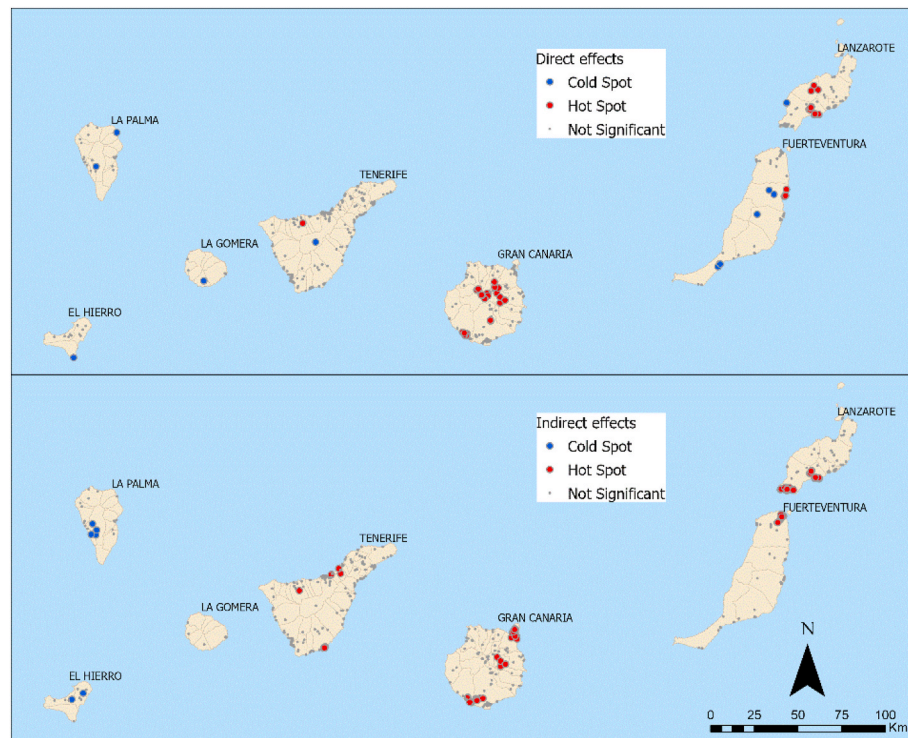 LANZAROTE
Direct effects
Cold Spot
Hot Spot
Not Significant
LA PALMA
FUERTEVENTURA
TENERIFE
LA GOMERA
GRAN CANARIA
EL HIERRO
LANZAROTE
Indirect effects
Cold Spot
Hot Spot
Not Significant
LA PALMA
FUERTEVENTURA
TENERIFE
LA GOMERA
GRAN CANARIA
N
EL HIERRO
0 25 50 75 100
Km